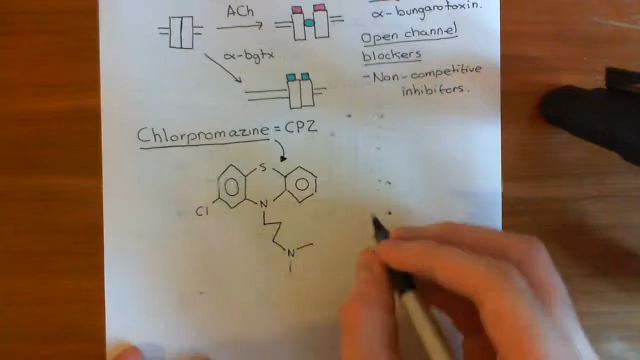 ACh
α-bungarotoxin.
Open channel
blockers
- Non-competitive
inhibitors.
α-bgtx
Chlorpromazine = CPZ
S
Cl
N
N